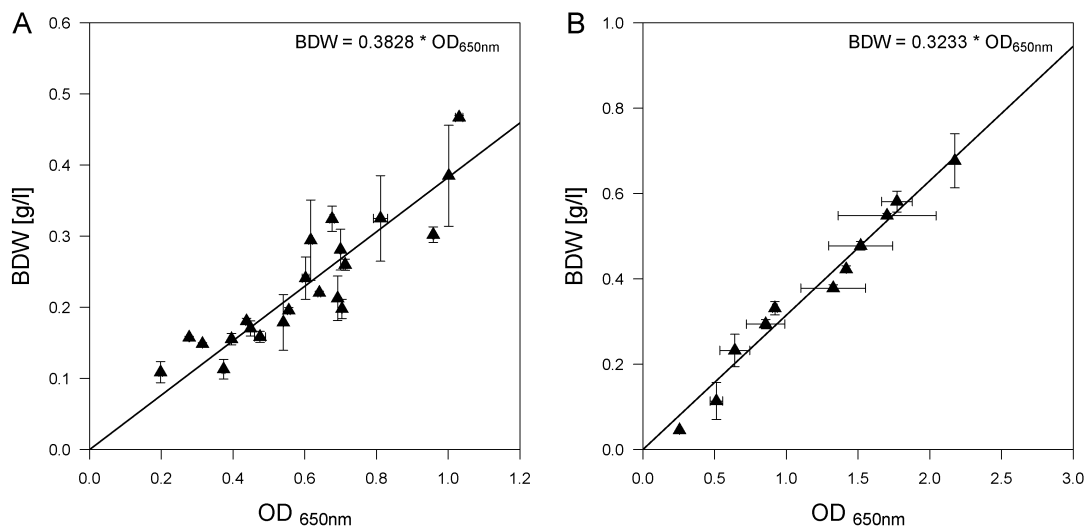 A
BDW = 0.3828 * OD650nm
BDW [g/l]
0.6
0.5
0.4
0.3
0.2
0.1
0.0
0.0 0.2 0.4 0.6 0.8 1.0 1.2
OD 650nm
B
BDW = 0.3233 * OD650nm
BDW [g/l]
1.0
0.8
0.6
0.4
0.2
0.0
0.0 0.5 1.0 1.5 2.0 2.5 3.0
OD 650nm